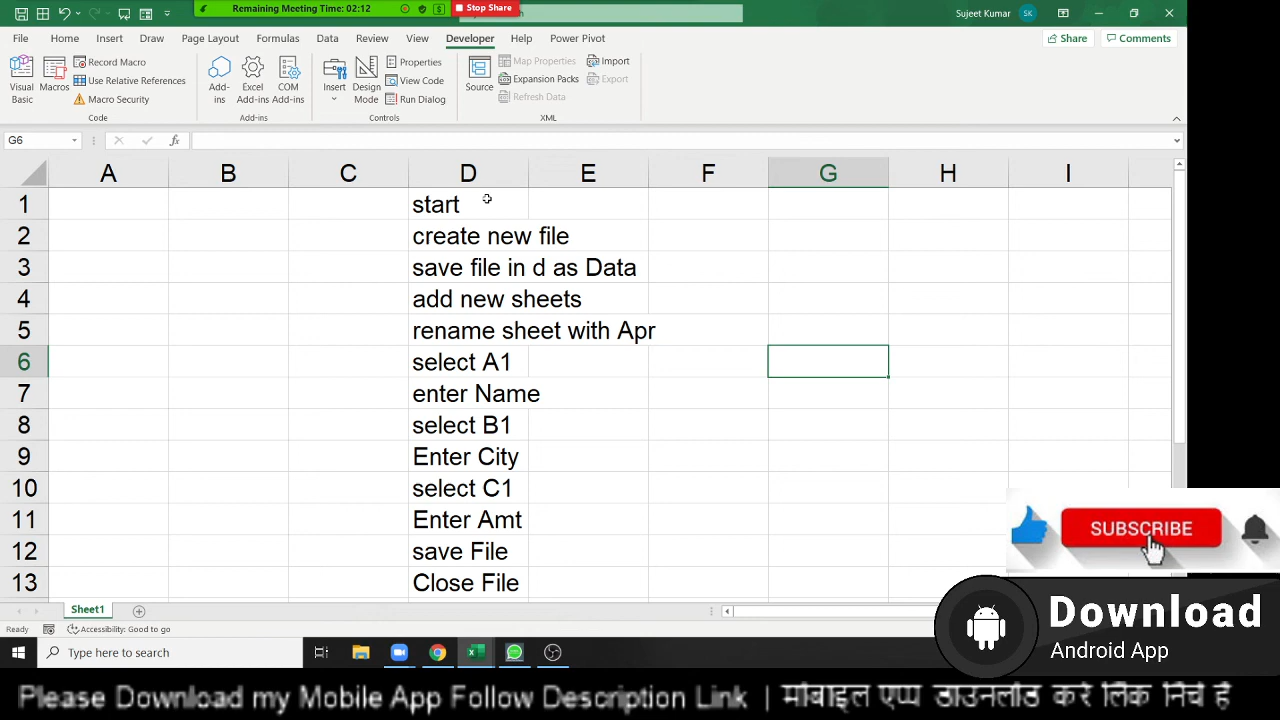 Remaining Meeting Time: 02:12
Stop Share
Sujeet Kumar
SK
File Home Insert Draw Page Layout Formulas Data Review View Developer Help Power Pivot
Share
Comments
Visual Basic
Macros
Record Macro
Use Relative References
Macro Security
Code
Add-ins
Excel Add-ins
COM Add-ins
Add-ins
Insert
Design Mode
Properties
View Code
Run Dialog
Controls
Source
Map Properties
Expansion Packs
Refresh Data
Import
Export
XML
G6
fx
A B C D E F G H I
1 start
2 create new file
3 save file in d as Data
4 add new sheets
5 rename sheet with Apr
6 select A1
7 enter Name
8 select B1
9 Enter City
10 select C1
11 Enter Amt
12 save File
13 Close File
SUBSCRIBE
Sheet1
Ready
Accessibility: Good to go
Download
Android App
Type here to search
Please Download my Mobile App Follow Description Link | मोबाइल एप्प डाउनलोड करे लिंक निचे है